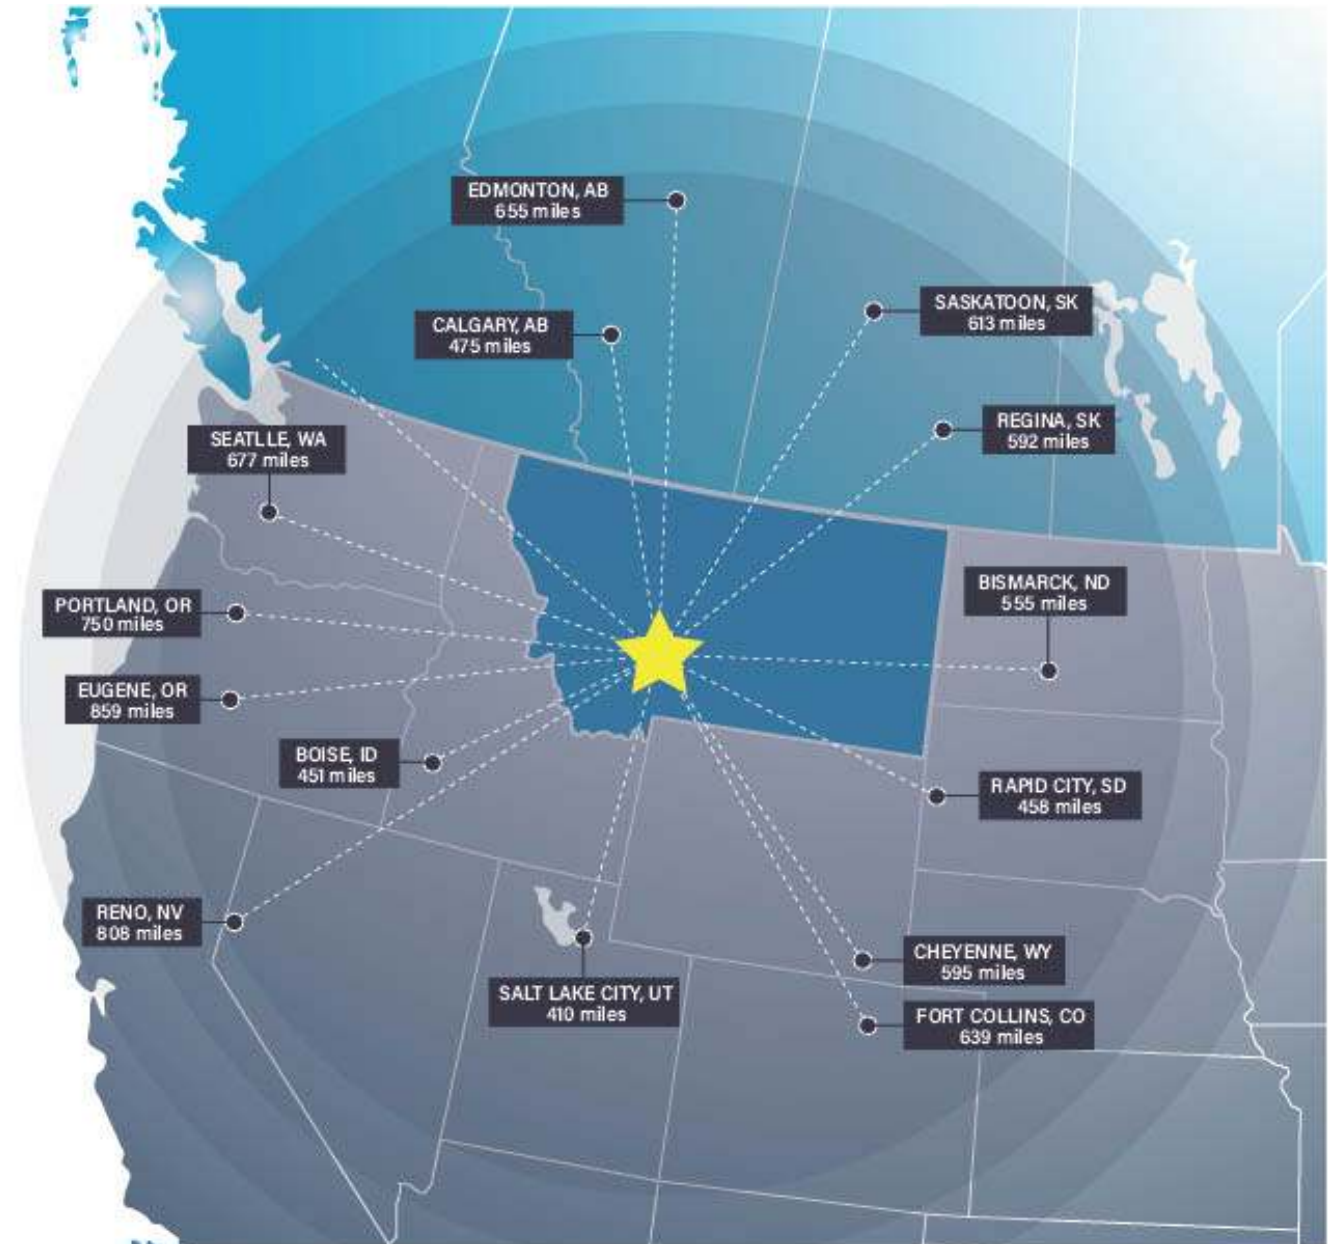 EDMONTON, AB
655 miles
SASKATOON, SK
613 miles
CALGARY, AB
475 miles
REGINA, SK
592 miles
SEATLLE, WA
677 miles
BISMARCK, ND
555 miles
PORTLAND, OR
750 miles
EUGENE, OR
859 miles
BOISE, ID
451 miles
RAPID CITY, SD
458 miles
RENO, NV
808 miles
CHEYENNE, WY
595 miles
SALT LAKE CITY, UT
410 miles
FORT COLLINS, CO
639 miles